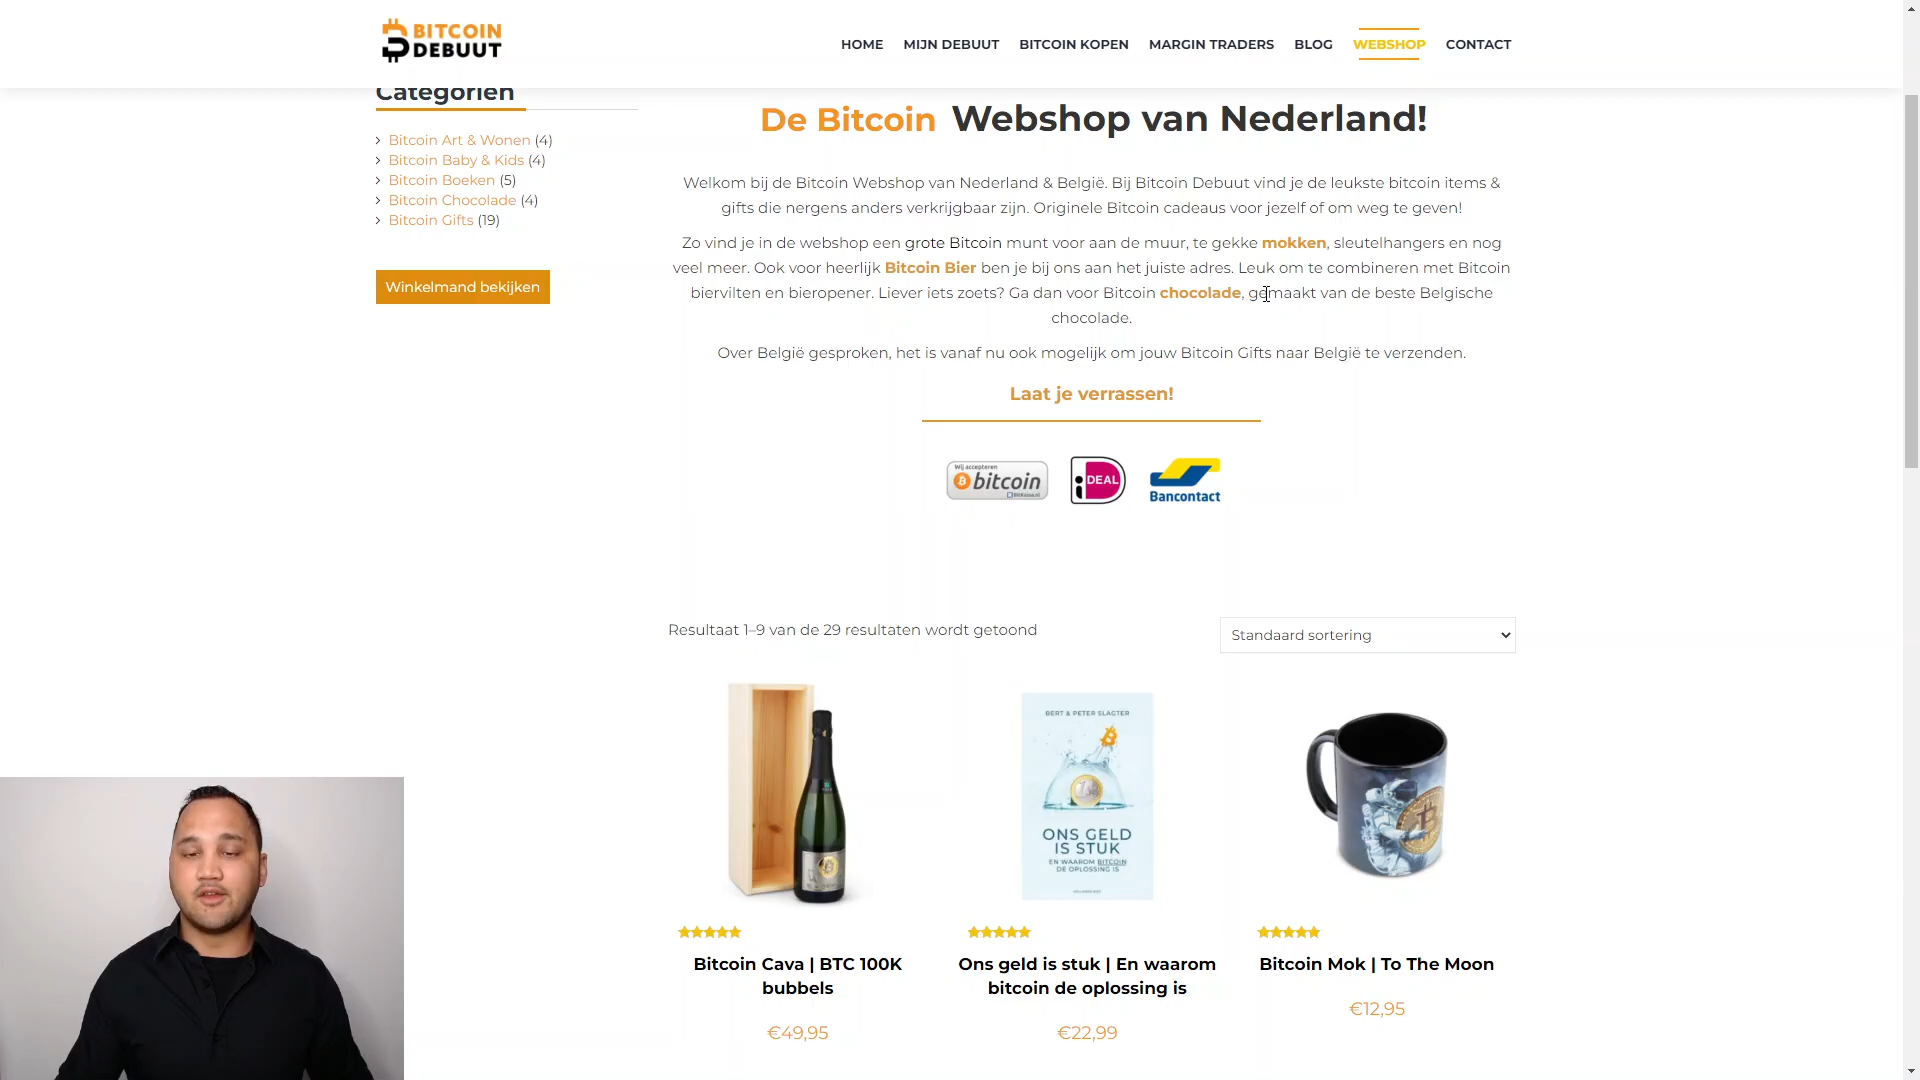 BITCOIN
DEBUUT
HOME
MIJN DEBUUT
BITCOIN KOPEN
MARGIN TRADERS
BLOG
WEBSHOP
CONTACT
Categoriën
Bitcoin Art & Wonen (4)
Bitcoin Baby & Kids (4)
Bitcoin Boeken (5)
Bitcoin Chocolade (4)
Bitcoin Gifts (19)
Winkelmand bekijken
De Bitcoin Webshop van Nederland!
Welkom bij de Bitcoin Webshop van Nederland & België. Bij Bitcoin Debuut vind je de leukste bitcoin items &
gifts die nergens anders verkrijgbaar zijn. Originele Bitcoin cadeaus voor jezelf of om weg te geven!
Zo vind je in de webshop een grote Bitcoin munt voor aan de muur, te gekke mokken, sleutelhangers en nog
veel meer. Ook voor heerlijk Bitcoin Bier ben je bij ons aan het juiste adres. Leuk om te combineren met Bitcoin
biervilten en bieropener. Liever iets zoets? Ga dan voor Bitcoin chocolade, gemaakt van de beste Belgische
chocolade.
Over België gesproken, het is vanaf nu ook mogelijk om jouw Bitcoin Gifts naar België te verzenden.
Laat je verrassen!
Wij accepteren
bitcoin
BitKassa.nl
iDEAL
Bancontact
Resultaat 1–9 van de 29 resultaten wordt getoond
Standaard sortering
BERT & PETER SLAGTER
ONS GELD
IS STUK
EN WAAROM BITCOIN
DE OPLOSSING IS
Bitcoin Cava | BTC 100K
bubbels
€49,95
Ons geld is stuk | En waarom
bitcoin de oplossing is
€22,99
Bitcoin Mok | To The Moon
€12,95